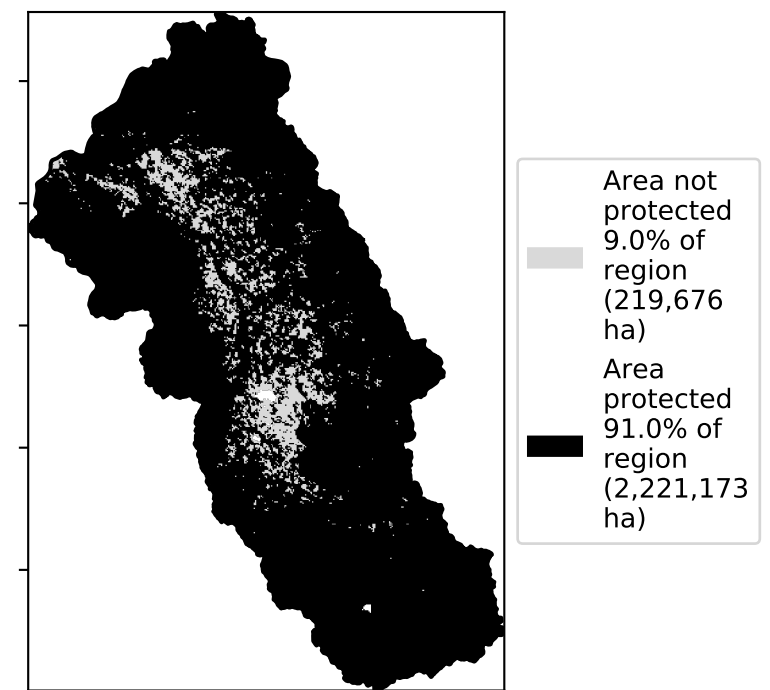 Area not
protected
9.0% of
region
(219,676
ha)
Area
protected
91.0% of
region
(2,221,173
ha)